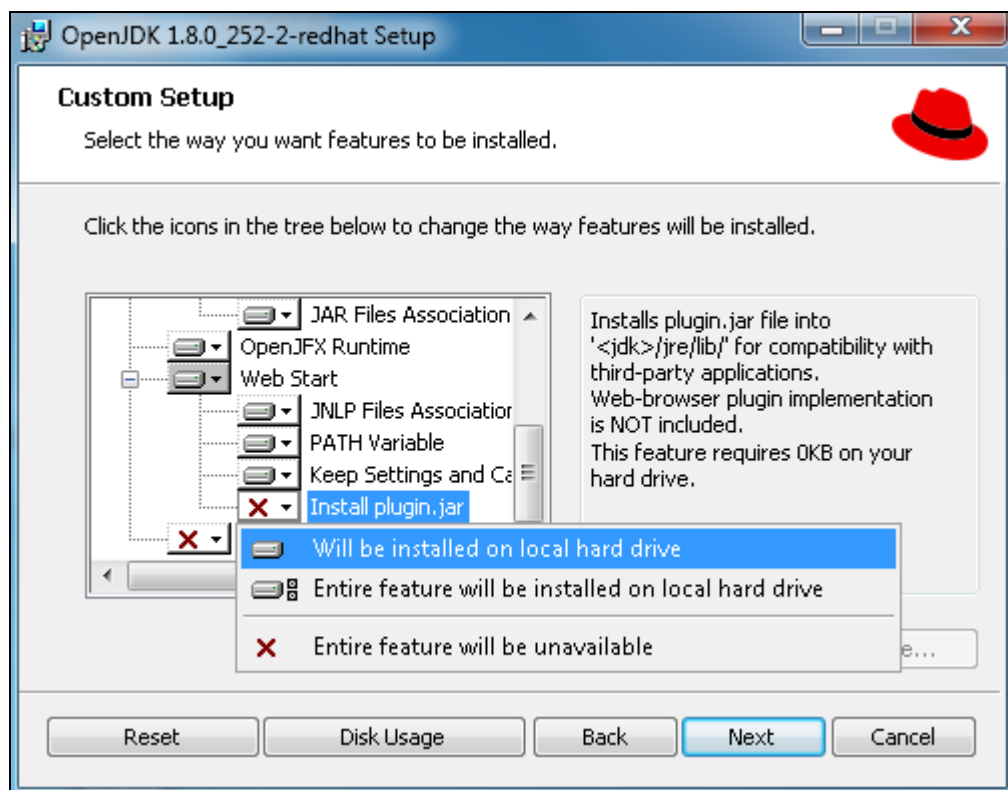 OpenJDK 1.8.0_252-2-redhat Setup
Custom Setup
Select the way you want features to be installed.
Click the icons in the tree below to change the way features will be installed.
JAR Files Association
OpenJFX Runtime
Web Start
JNLP Files Association
PATH Variable
Keep Settings and Ca
Install plugin.jar
Installs plugin.jar file into
'<jdk>/jre/lib/' for compatibility with
third-party applications.
Web-browser plugin implementation
is NOT included.
This feature requires 0KB on your
hard drive.
Will be installed on local hard drive
Entire feature will be installed on local hard drive
Entire feature will be unavailable
e...
Reset
Disk Usage
Back
Next
Cancel